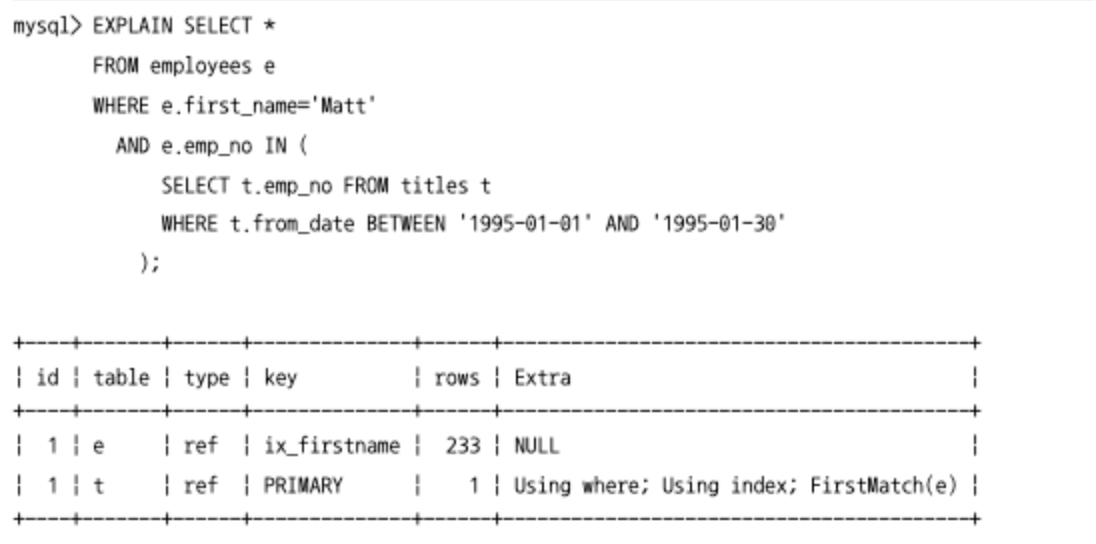 mysql> EXPLAIN SELECT *
FROM employees e
WHERE e.first_name='Matt'
AND e.emp_no IN (
SELECT t.emp_no FROM titles t
WHERE t.from_date BETWEEN '1995-01-01' AND '1995-01-30'
);
+----+-------+------+--------------+------+-----------------------------------------+
| id | table | type | key | rows | Extra |
+----+-------+------+--------------+------+-----------------------------------------+
| 1 | e | ref | ix_firstname | 233 | NULL |
| 1 | t | ref | PRIMARY | 1 | Using where; Using index; FirstMatch(e) |
+----+-------+------+--------------+------+-----------------------------------------+